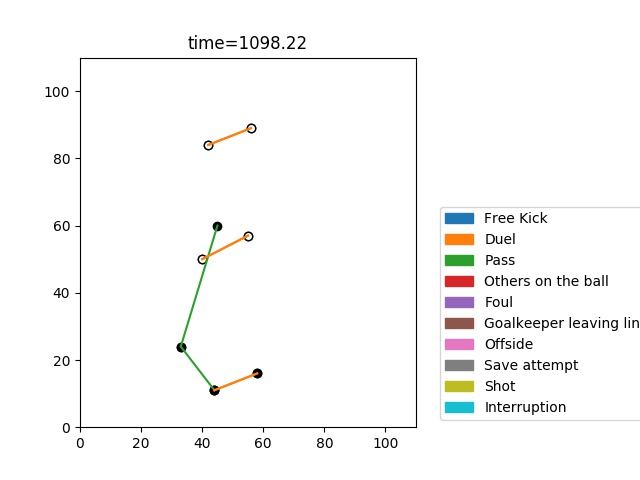 time=1098.22
100
80
60
40
20
0
0 20 40 60 80 100
Free Kick
Duel
Pass
Others on the ball
Foul
Goalkeeper leaving lin
Offside
Save attempt
Shot
Interruption